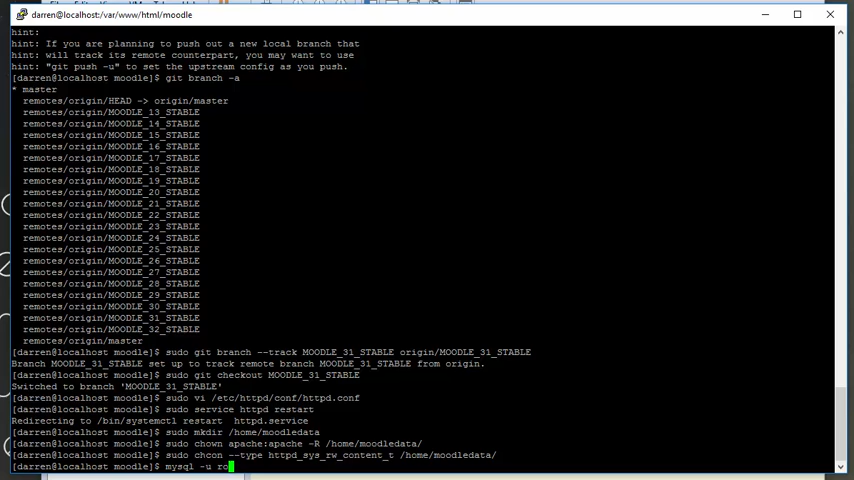 darren@localhost:/var/www/html/moodle
hint:
hint: If you are planning to push out a new local branch that
hint: will track its remote counterpart, you may want to use
hint: "git push -u" to set the upstream config as you push.
[darren@localhost moodle]$ git branch -a
* master
remotes/origin/HEAD -> origin/master
remotes/origin/MOODLE_13_STABLE
remotes/origin/MOODLE_14_STABLE
remotes/origin/MOODLE_15_STABLE
remotes/origin/MOODLE_16_STABLE
remotes/origin/MOODLE_17_STABLE
remotes/origin/MOODLE_18_STABLE
remotes/origin/MOODLE_19_STABLE
remotes/origin/MOODLE_20_STABLE
remotes/origin/MOODLE_21_STABLE
remotes/origin/MOODLE_22_STABLE
remotes/origin/MOODLE_23_STABLE
remotes/origin/MOODLE_24_STABLE
remotes/origin/MOODLE_25_STABLE
remotes/origin/MOODLE_26_STABLE
remotes/origin/MOODLE_27_STABLE
remotes/origin/MOODLE_28_STABLE
remotes/origin/MOODLE_29_STABLE
remotes/origin/MOODLE_30_STABLE
remotes/origin/MOODLE_31_STABLE
remotes/origin/MOODLE_32_STABLE
remotes/origin/master
[darren@localhost moodle]$ sudo git branch --track MOODLE_31_STABLE origin/MOODLE_31_STABLE
Branch MOODLE_31_STABLE set up to track remote branch MOODLE_31_STABLE from origin.
[darren@localhost moodle]$ sudo git checkout MOODLE_31_STABLE
Switched to branch 'MOODLE_31_STABLE'
[darren@localhost moodle]$ sudo vi /etc/httpd/conf/httpd.conf
[darren@localhost moodle]$ sudo service httpd restart
Redirecting to /bin/systemctl restart  httpd.service
[darren@localhost moodle]$ sudo mkdir /home/moodledata
[darren@localhost moodle]$ sudo chown apache:apache -R /home/moodledata/
[darren@localhost moodle]$ sudo chcon --type httpd_sys_rw_content_t /home/moodledata/
[darren@localhost moodle]$ mysql -u ro